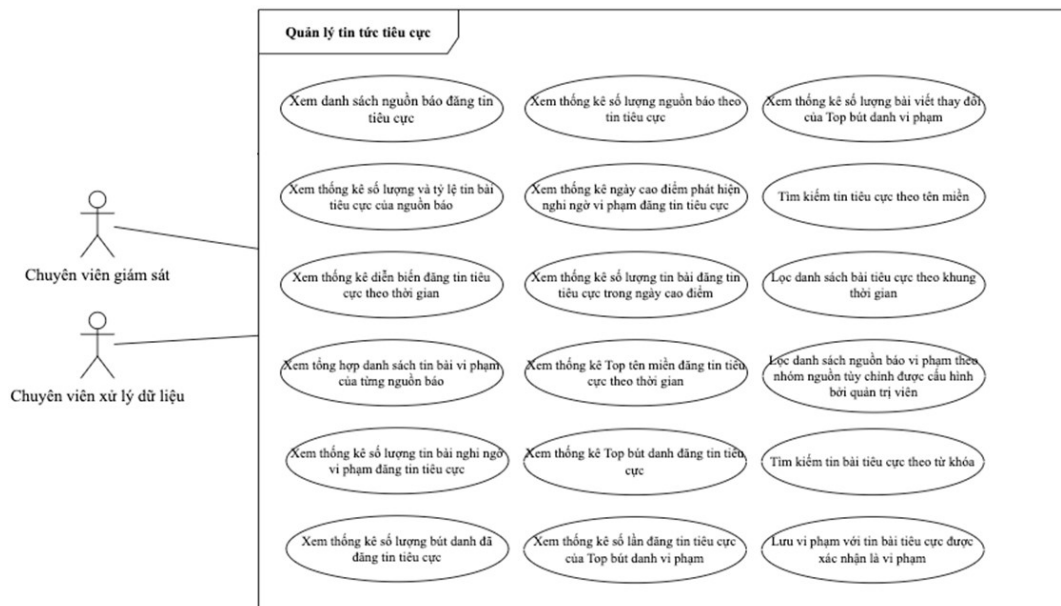 Quản lý tin tức tiêu cực
Xem danh sách nguồn báo đăng tin
tiêu cực
Xem thống kê số lượng nguồn báo theo
tin tiêu cực
Xem thống kê số lượng bài viết thay đổi
của Top bút danh vi phạm
Xem thống kê số lượng và tỷ lệ tin bài
tiêu cực của nguồn báo
Xem thống kê ngày cao điểm phát hiện
nghi ngờ vi phạm đăng tin tiêu cực
Tìm kiếm tin tiêu cực theo tên miền
Chuyên viên giám sát
Xem thống kê diễn biến đăng tin tiêu
cực theo thời gian
Xem thống kê số lượng tin bài đăng tin
tiêu cực trong ngày cao điểm
Lọc danh sách bài tiêu cực theo khung
thời gian
Chuyên viên xử lý dữ liệu
Xem tổng hợp danh sách tin bài vi phạm
của từng nguồn báo
Xem thống kê Top tên miền đăng tin tiêu
cực theo thời gian
Lọc danh sách nguồn báo vi phạm theo
nhóm nguồn tùy chỉnh được cấu hình
bởi quản trị viên
Xem thống kê số lượng tin bài nghi ngờ
vi phạm đăng tin tiêu cực
Xem thống kê Top bút danh đăng tin tiêu
cực
Tìm kiếm tin bài tiêu cực theo từ khóa
Xem thống kê số lượng bút danh đã
đăng tin tiêu cực
Xem thống kê số lần đăng tin tiêu cực
của Top bút danh vi phạm
Lưu vi phạm với tin bài tiêu cực được
xác nhận là vi phạm